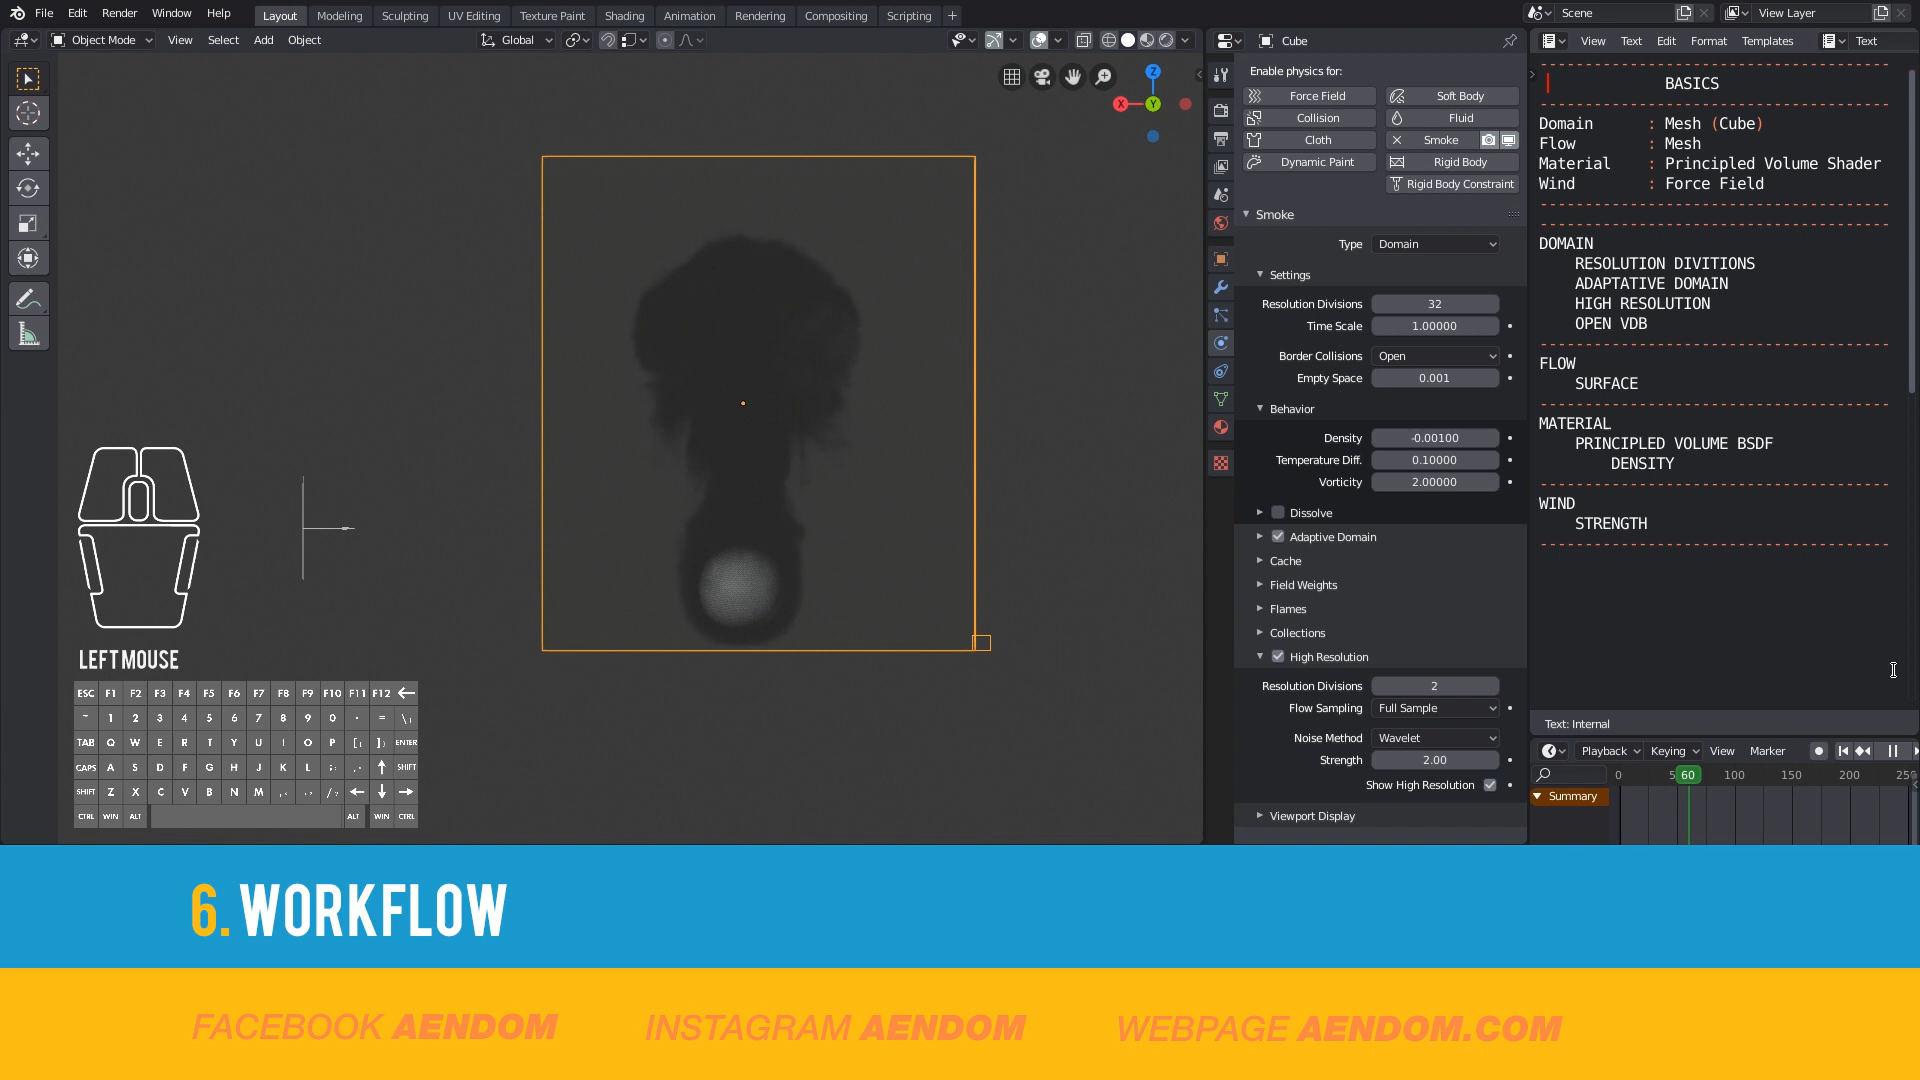 File Edit Render Window Help
Layout Modeling Sculpting UV Editing Texture Paint Shading Animation Rendering Compositing Scripting +
Scene
View Layer
Object Mode View Select Add Object
Global
Cube
View Text Edit Format Templates Text
Z
X
Y
Enable physics for:
Force Field Soft Body
Collision Fluid
Cloth Smoke
Dynamic Paint Rigid Body
Rigid Body Constraint
Smoke
Type Domain
Settings
Resolution Divisions 32
Time Scale 1.00000
Border Collisions Open
Empty Space 0.001
Behavior
Density -0.00100
Temperature Diff. 0.10000
Vorticity 2.00000
Dissolve
Adaptive Domain
Cache
Field Weights
Flames
Collections
High Resolution
Resolution Divisions 2
Flow Sampling Full Sample
Noise Method Wavelet
Strength 2.00
Show High Resolution
Viewport Display
BASICS
Domain : Mesh (Cube)
Flow : Mesh
Material : Principled Volume Shader
Wind : Force Field
DOMAIN
RESOLUTION DIVITIONS
ADAPTATIVE DOMAIN
HIGH RESOLUTION
OPEN VDB
FLOW
SURFACE
MATERIAL
PRINCIPLED VOLUME BSDF
DENSITY
WIND
STRENGTH
Text: Internal
Playback Keying View Marker
0 5 60 100 150 200 250
Summary
LEFT MOUSE
ESC F1 F2 F3 F4 F5 F6 F7 F8 F9 F10 F11 F12
~ 1 2 3 4 5 6 7 8 9 0 - = \|
TAB Q W E R T Y U I O P [{ ]} ENTER
CAPS A S D F G H J K L ;: SHIFT
SHIFT Z X C V B N M ,< .> /?
CTRL WIN ALT ALT WIN CTRL
6. WORKFLOW
FACEBOOK AENDOM INSTAGRAM AENDOM WEBPAGE AENDOM.COM